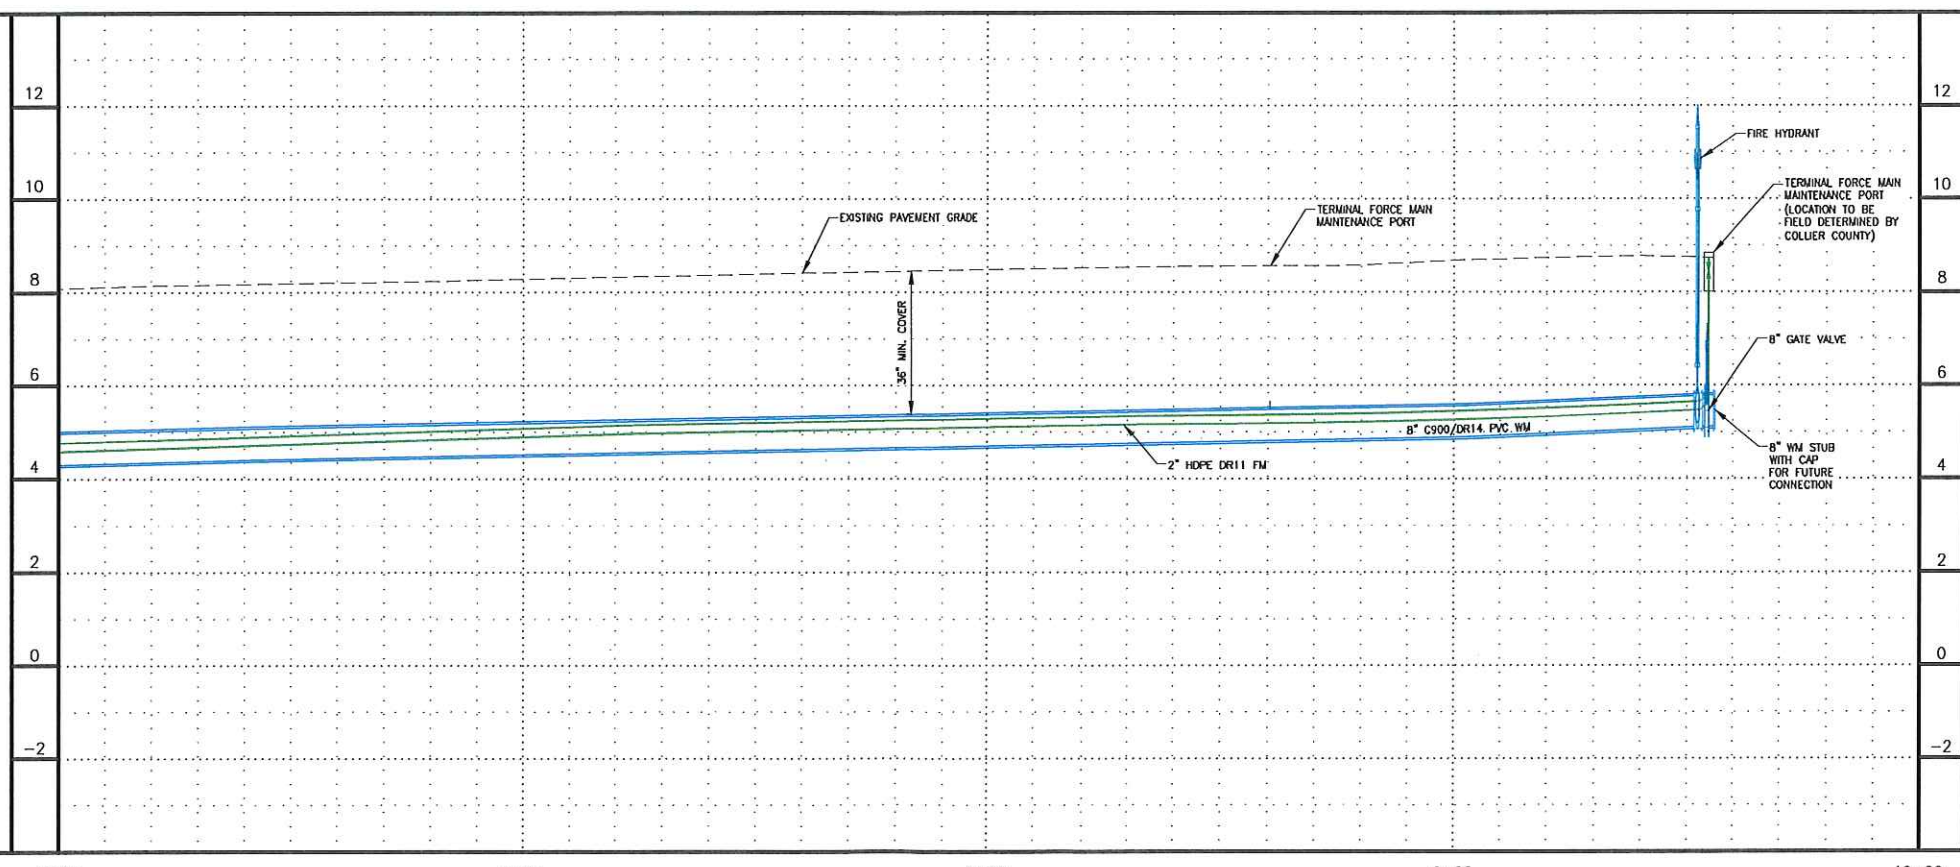 12
10
8
6
4
2
0
-2
EXISTING PAVEMENT GRADE
36" MIN. COVER
TERMINAL FORCE MAIN
MAINTENANCE PORT
2" HDPE DR11 FM
8" C900/DR14 PVC WM
FIRE HYDRANT
TERMINAL FORCE MAIN
MAINTENANCE PORT
(LOCATION TO BE
FIELD DETERMINED BY
COLLIER COUNTY)
8" GATE VALVE
8" WM STUB
WITH CAP
FOR FUTURE
CONNECTION
12
10
8
6
4
2
0
-2